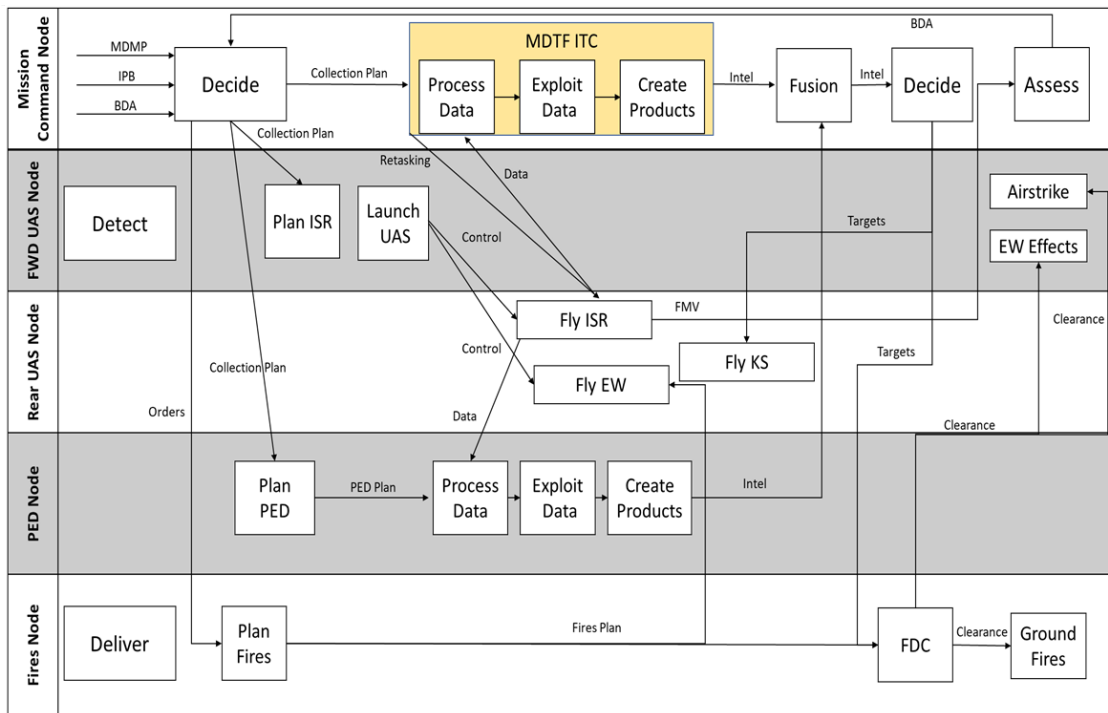 Mission
Command Node
MDMP
IPB
BDA
Decide
Collection Plan
MDTF ITC
Process
Data
Exploit
Data
Create
Products
Intel
Fusion
Intel
Decide
BDA
Assess
Collection Plan
Retasking
Data
FWD UAS Node
Detect
Plan ISR
Launch
UAS
Control
Targets
Airstrike
EW Effects
Rear UAS Node
Fly ISR
FMV
Clearance
Control
Fly KS
Targets
Collection Plan
Fly EW
Orders
Data
Clearance
PED Node
Plan
PED
PED Plan
Process
Data
Exploit
Data
Create
Products
Intel
Fires Node
Deliver
Plan
Fires
Fires Plan
FDC
Clearance
Ground
Fires